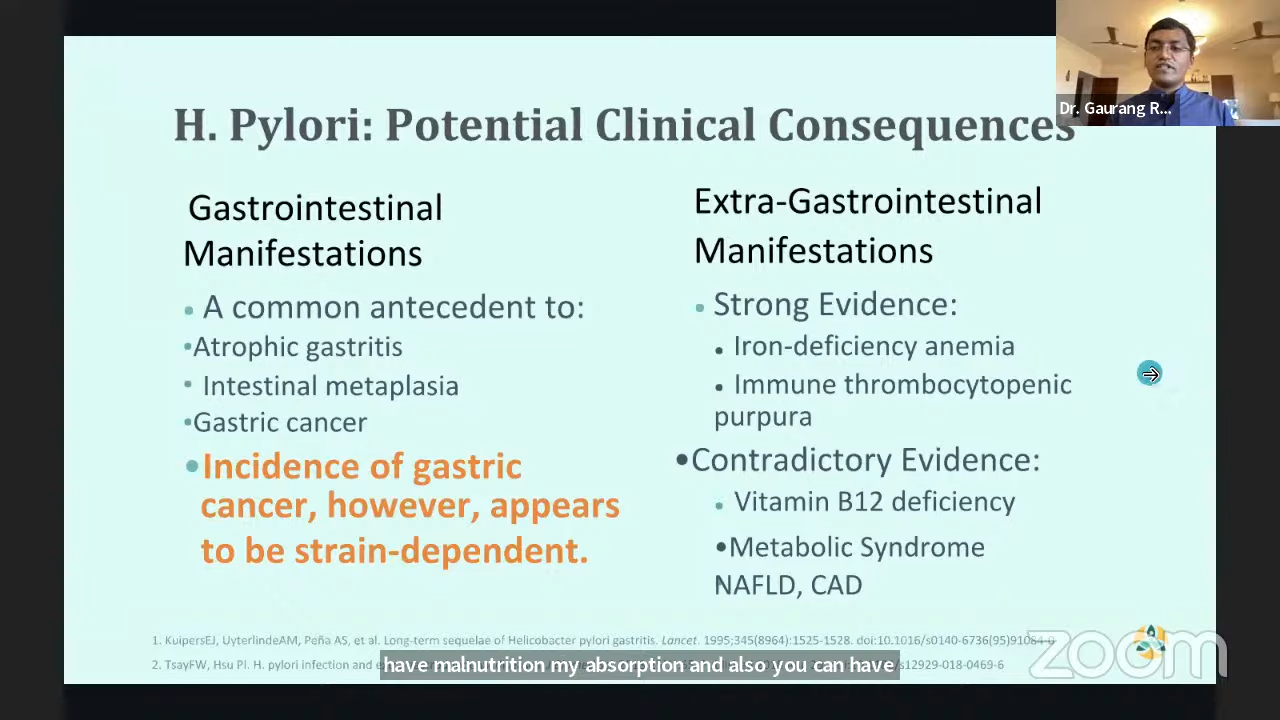 Dr. Gaurang R...
H. Pylori: Potential Clinical Consequences
Gastrointestinal
Manifestations
• A common antecedent to:
•Atrophic gastritis
• Intestinal metaplasia
•Gastric cancer
•Incidence of gastric
cancer, however, appears
to be strain-dependent.
Extra-Gastrointestinal
Manifestations
• Strong Evidence:
• Iron-deficiency anemia
• Immune thrombocytopenic
purpura
•Contradictory Evidence:
• Vitamin B12 deficiency
•Metabolic Syndrome
NAFLD, CAD
1. KuipersEJ, UyterlindeAM, Peña AS, et al. Long-term sequelae of Helicobacter pylori gastritis. Lancet. 1995;345(8964):1525-1528. doi:10.1016/s0140-6736(95)91084-0
2. TsayFW, Hsu PI. H. pylori infection and /s12929-018-0469-6
have malnutrition my absorption and also you can have
zoom